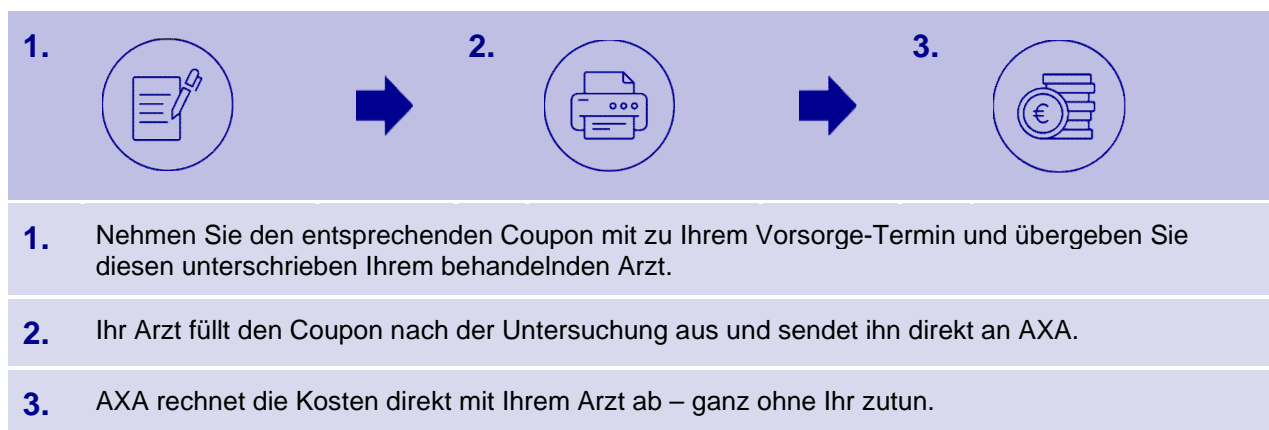 1. 2. 3.
€
1. Nehmen Sie den entsprechenden Coupon mit zu Ihrem Vorsorge-Termin und übergeben Sie
diesen unterschrieben Ihrem behandelnden Arzt.
2. Ihr Arzt füllt den Coupon nach der Untersuchung aus und sendet ihn direkt an AXA.
3. AXA rechnet die Kosten direkt mit Ihrem Arzt ab – ganz ohne Ihr zutun.